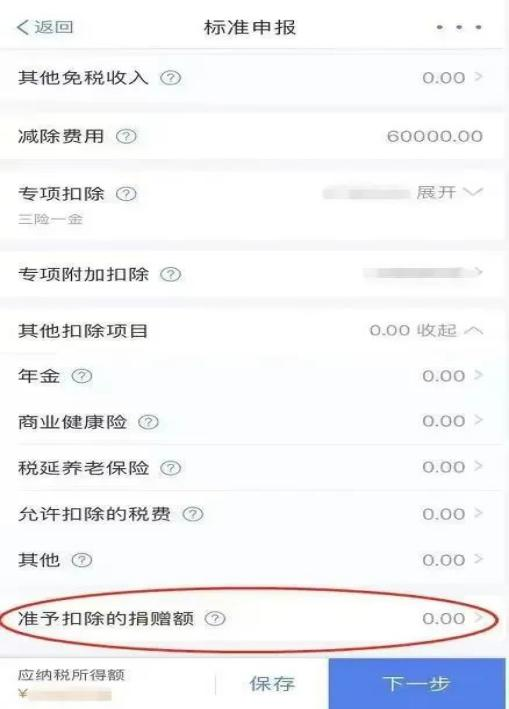 返回 标准申报
其他免税收入 ? 0.00
减除费用 ? 60000.00
专项扣除 ? 展开
三险一金
专项附加扣除 ?
其他扣除项目 0.00 收起
年金 ? 0.00
商业健康险 ? 0.00
税延养老保险 ? 0.00
允许扣除的税费 ? 0.00
其他 ? 0.00
准予扣除的捐赠额 ? 0.00
应纳税所得额
¥
保存 下一步